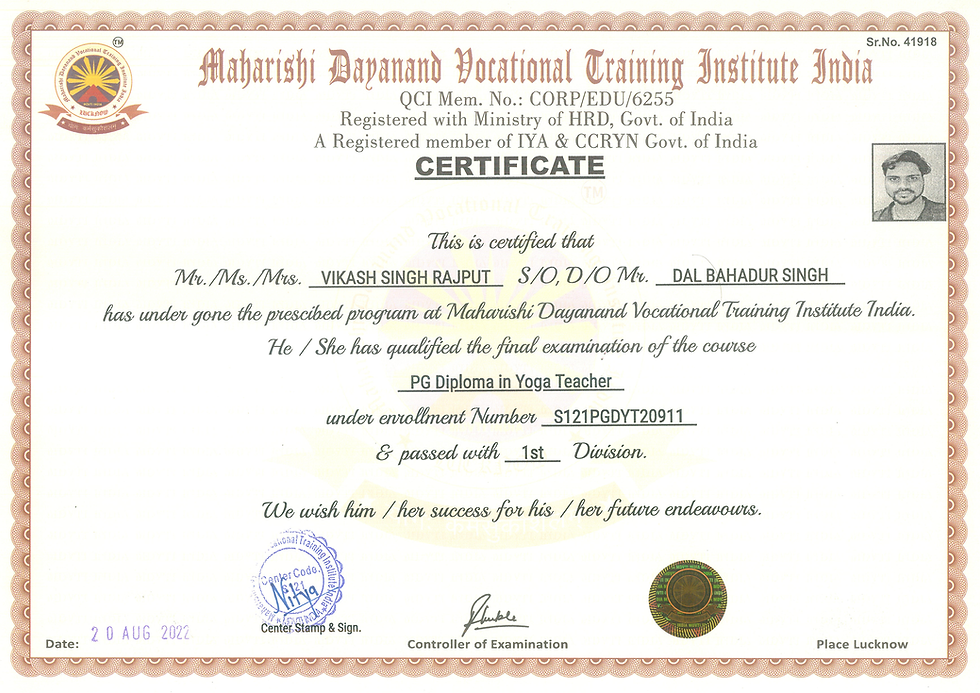 Sr.No. 41918
TM
Maharishi Dayanand Vocational Training Institute India
LUCKNOW
QCI Mem. No.: CORP/EDU/6255
Registered with Ministry of HRD, Govt. of India
A Registered member of IYA & CCRYN Govt. of India
CERTIFICATE
TM
This is certified that
Mr./Ms./Mrs. VIKASH SINGH RAJPUT S/O, D/O Mr. DAL BAHADUR SINGH
has under gone the prescibed program at Maharishi Dayanand Vocational Training Institute India.
He / She has qualified the final examination of the course
PG Diploma in Yoga Teacher
under enrollment Number S121PGDYT20911
& passed with 1st Division.
We wish him / her success for his / her future endeavours.
Center Code.
S121
Nitya
Center Stamp & Sign.
Date: 20 AUG 2022
Controller of Examination
Place Lucknow